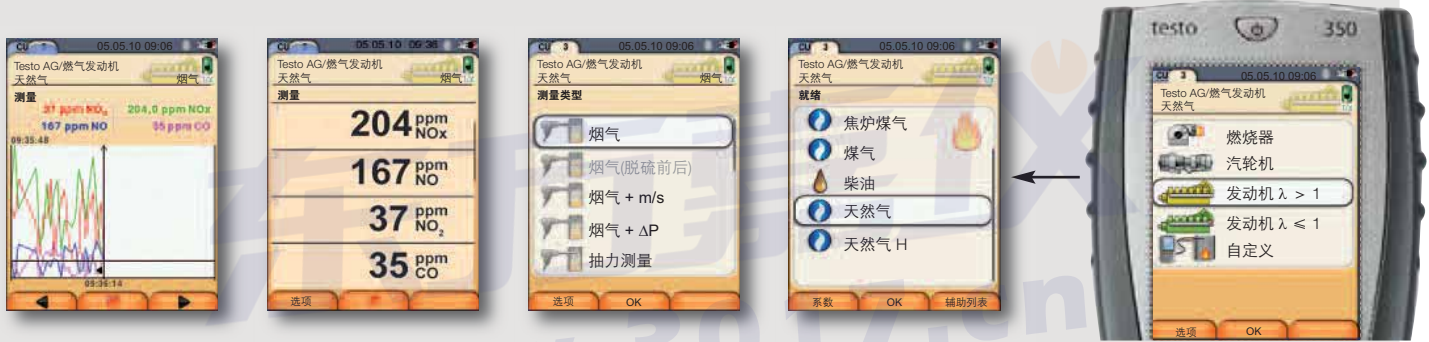 CU
05.05.10 09:06
Testo AG/燃气发动机
天然气
烟气
测量
37 ppm NO₂
204,0 ppm NOx
167 ppm NO
35 ppm CO
09:35:48
09:36:14
CU
05.05.10 09:36
Testo AG/燃气发动机
天然气
烟气
测量
204 ppm NOx
167 ppm NO
37 ppm NO₂
35 ppm CO
选项
CU 3
05.05.10 09:06
Testo AG/燃气发动机
天然气
烟气
测量类型
烟气
烟气(脱硫前后)
烟气 + m/s
烟气 + ΔP
抽力测量
选项
OK
CU 3
05.05.10 09:06
Testo AG/燃气发动机
天然气
就绪
焦炉煤气
煤气
柴油
天然气
天然气 H
系数
OK
辅助列表
testo
350
CU 3
05.05.10 09:06
Testo AG/燃气发动机
天然气
燃烧器
汽轮机
发动机 λ > 1
发动机 λ ≤ 1
自定义
选项
OK
3017.cn